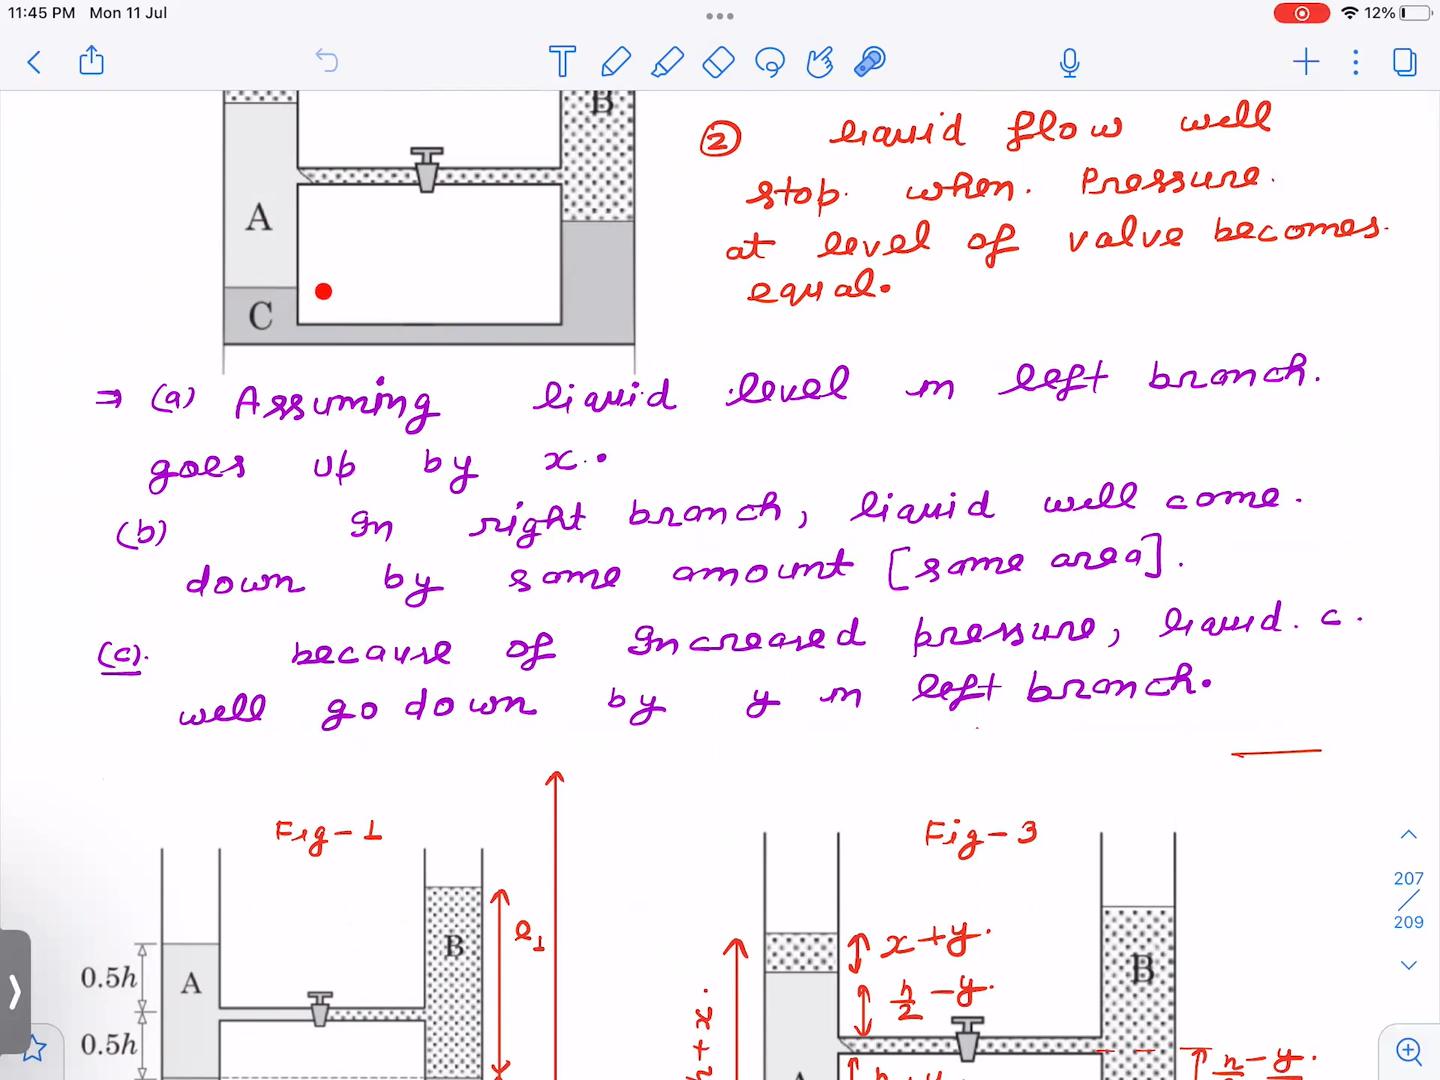 11:45 PM Mon 11 Jul
12%
B
② liquid flow well
stop. when. Pressure.
at level of valve becomes.
equal.
A
C
⇒ (a) Assuming liquid level in left branch.
goes up by x.
(b) In right branch, liquid will come.
down by same amount [same area].
(c). because of increased pressure, liquid. c.
well go down by y in left branch.
207
209
Fig-1
Fig-3
B
l₁
x+y.
0.5h
A
h/2 -y.
B
0.5h
h+x.
A